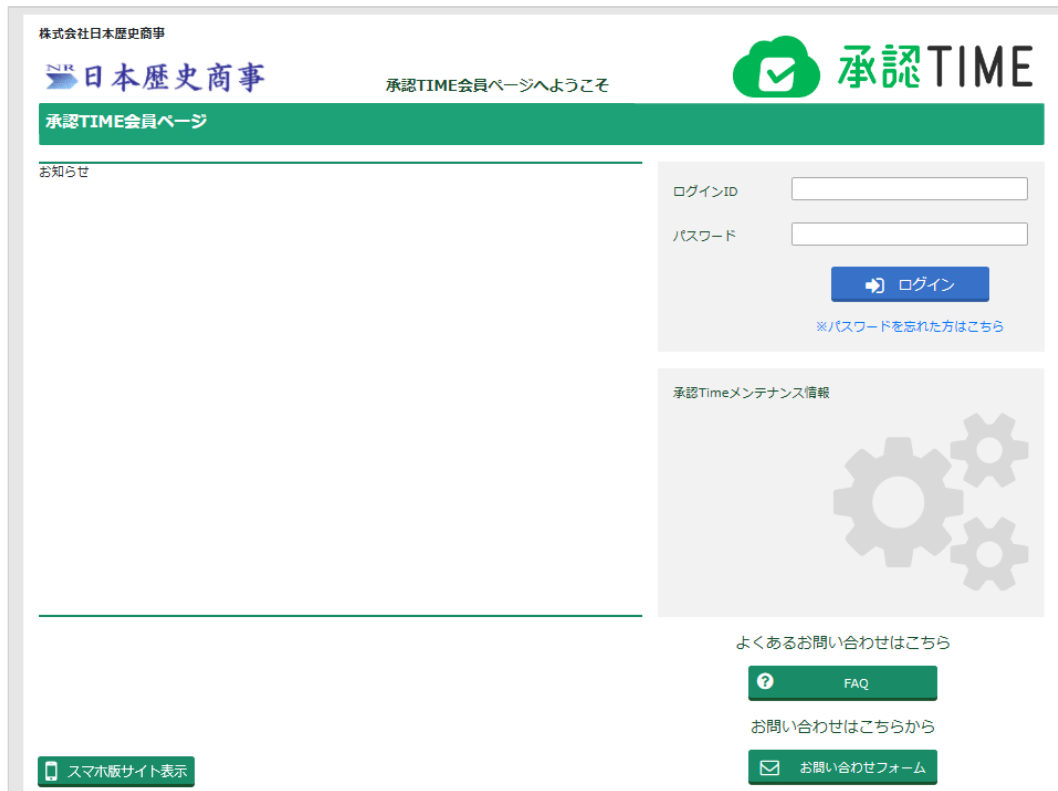 株式会社日本歴史商事
NR
日本歴史商事
承認TIME会員ページへようこそ
承認TIME
承認TIME会員ページ
お知らせ
ログインID
パスワード
ログイン
※パスワードを忘れた方はこちら
承認Timeメンテナンス情報
よくあるお問い合わせはこちら
FAQ
お問い合わせはこちらから
スマホ版サイト表示
お問い合わせフォーム